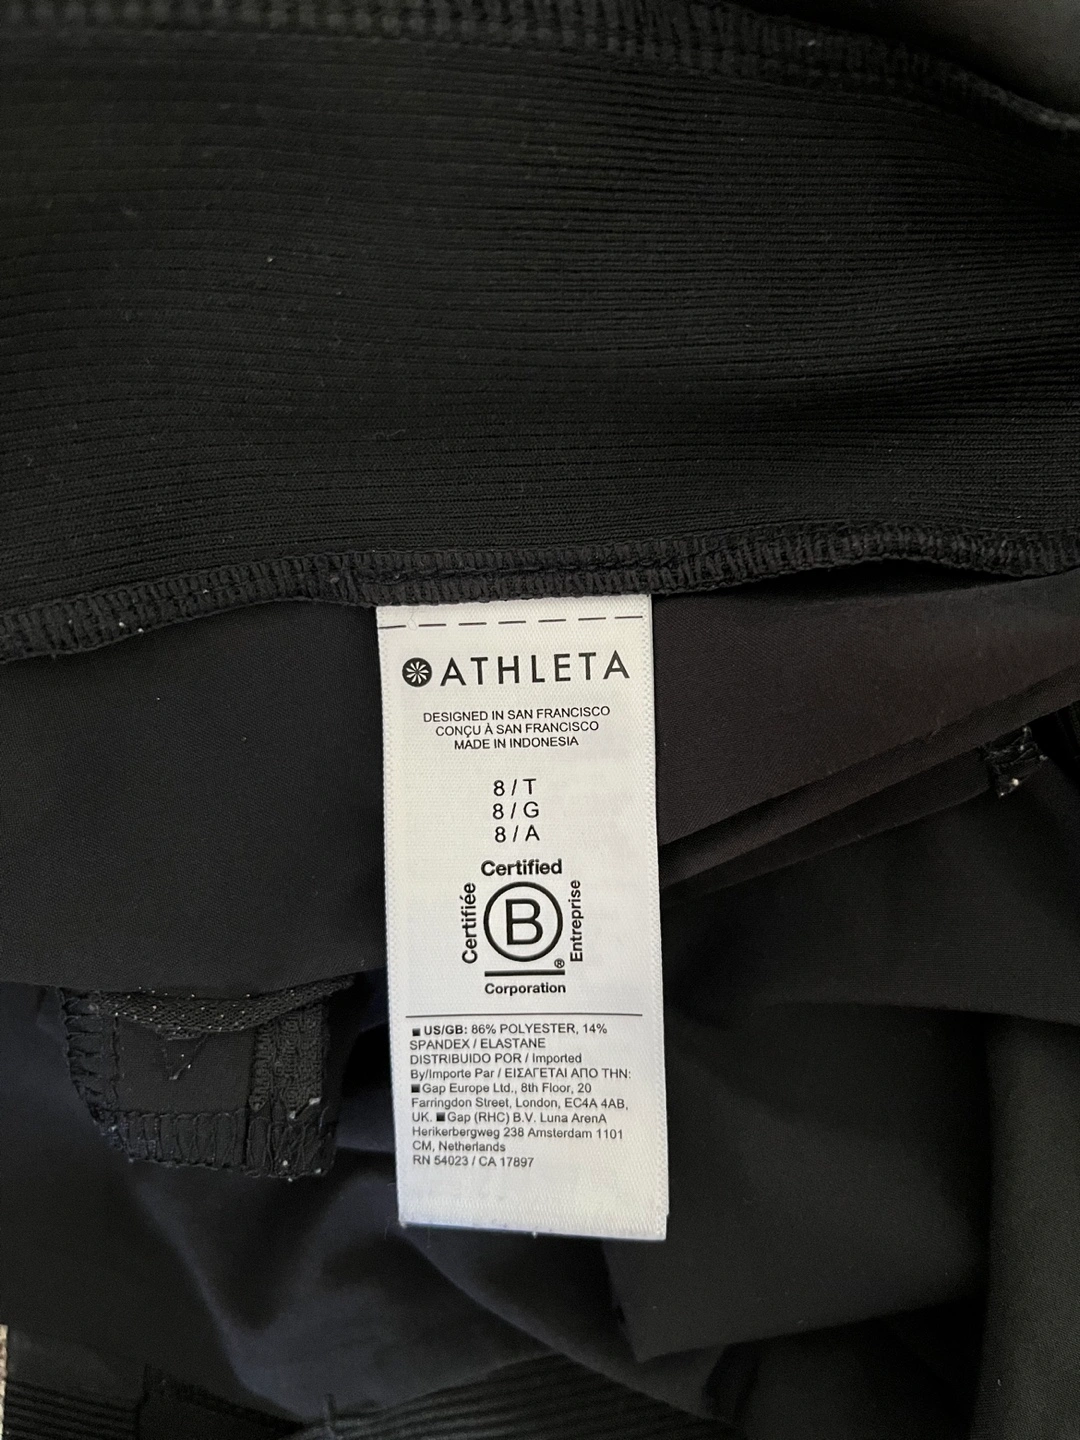 ATHLETA
DESIGNED IN SAN FRANCISCO
CONÇU À SAN FRANCISCO
MADE IN INDONESIA
8 / T
8 / G
8 / A
Certified
Certifiée
B
Entreprise
®
Corporation
■ US/GB: 86% POLYESTER, 14%
SPANDEX / ELASTANE
DISTRIBUIDO POR / Imported
By/Importe Par / ΕΙΣΑΓΕΤΑΙ ΑΠΟ ΤΗΝ:
■ Gap Europe Ltd., 8th Floor, 20
Farringdon Street, London, EC4A 4AB,
UK. ■ Gap (RHC) B.V. Luna ArenA
Herikerbergweg 238 Amsterdam 1101
CM, Netherlands
RN 54023 / CA 17897